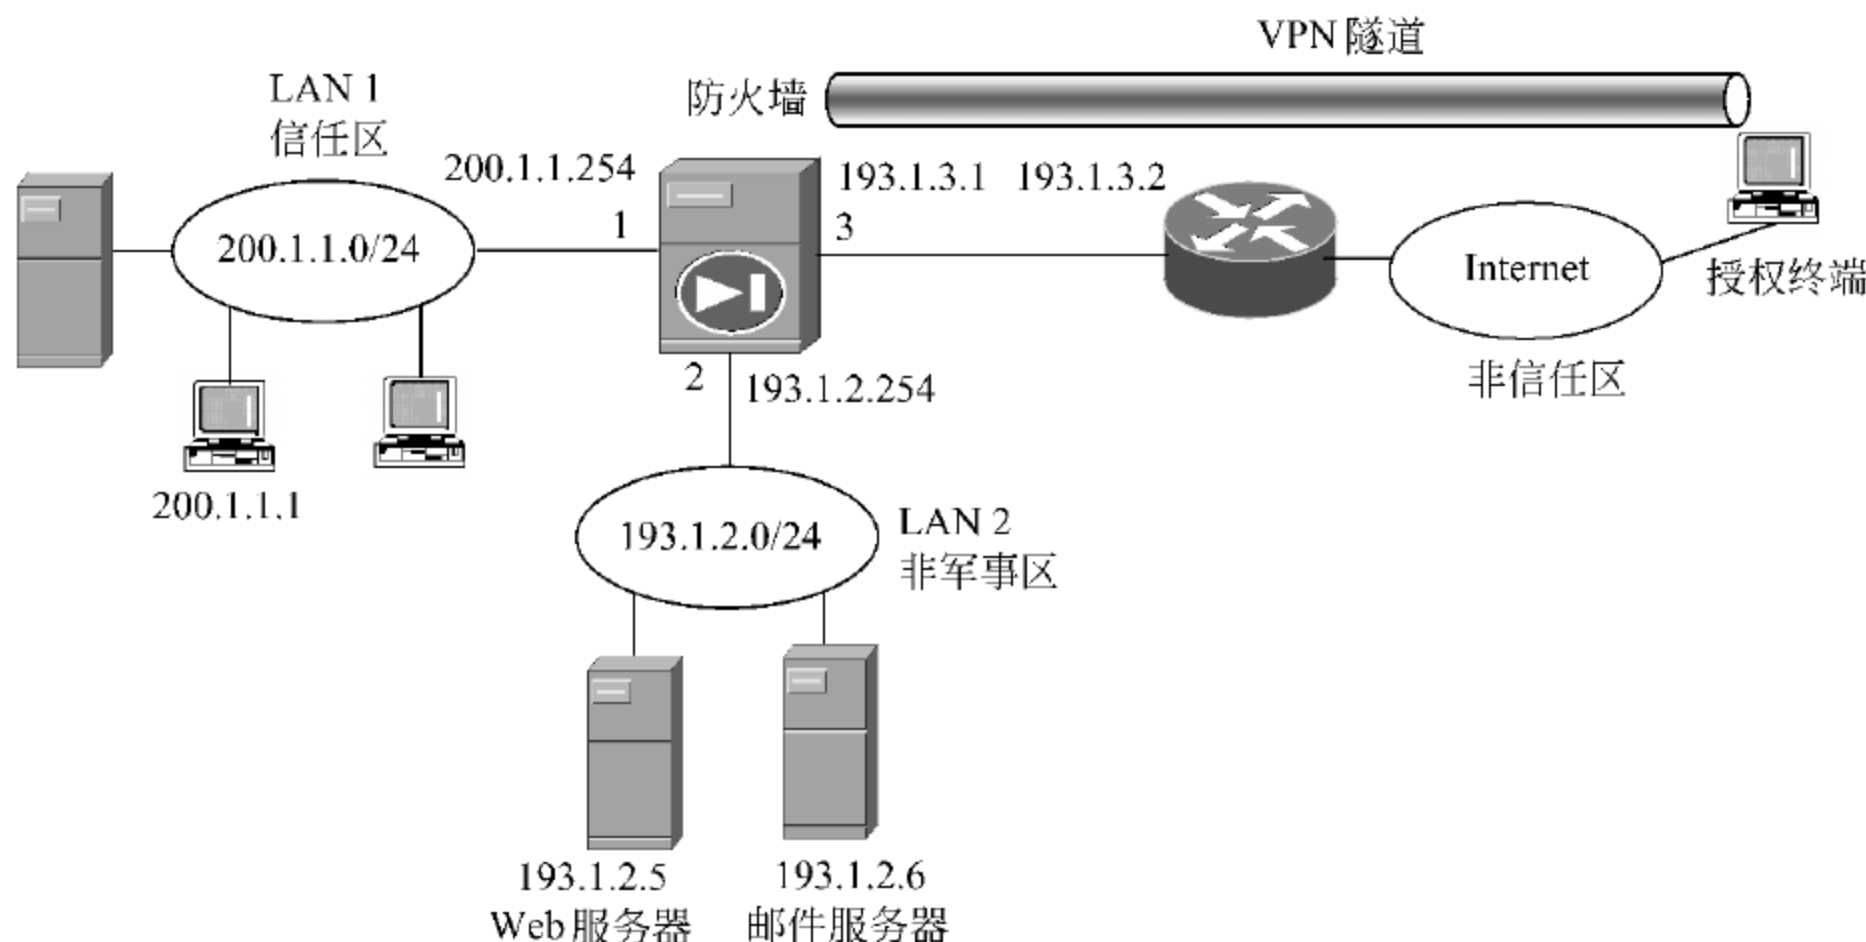 VPN隧道
防火墙
LAN 1
信任区
200.1.1.254
193.1.3.1
193.1.3.2
1
3
200.1.1.0/24
Internet
授权终端
非信任区
2
193.1.2.254
200.1.1.1
193.1.2.0/24
LAN 2
非军事区
193.1.2.5
Web服务器
193.1.2.6
邮件服务器